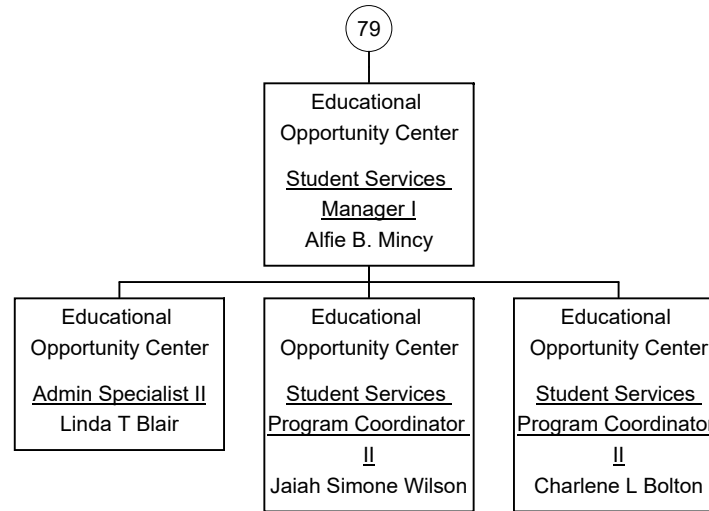 79
Educational
Opportunity Center
Student Services
Manager I
Alfie B. Mincy
Educational
Opportunity Center
Admin Specialist II
Linda T Blair
Educational
Opportunity Center
Student Services
Program Coordinator
II
Jaiah Simone Wilson
Educational
Opportunity Center
Student Services
Program Coordinator
II
Charlene L Bolton